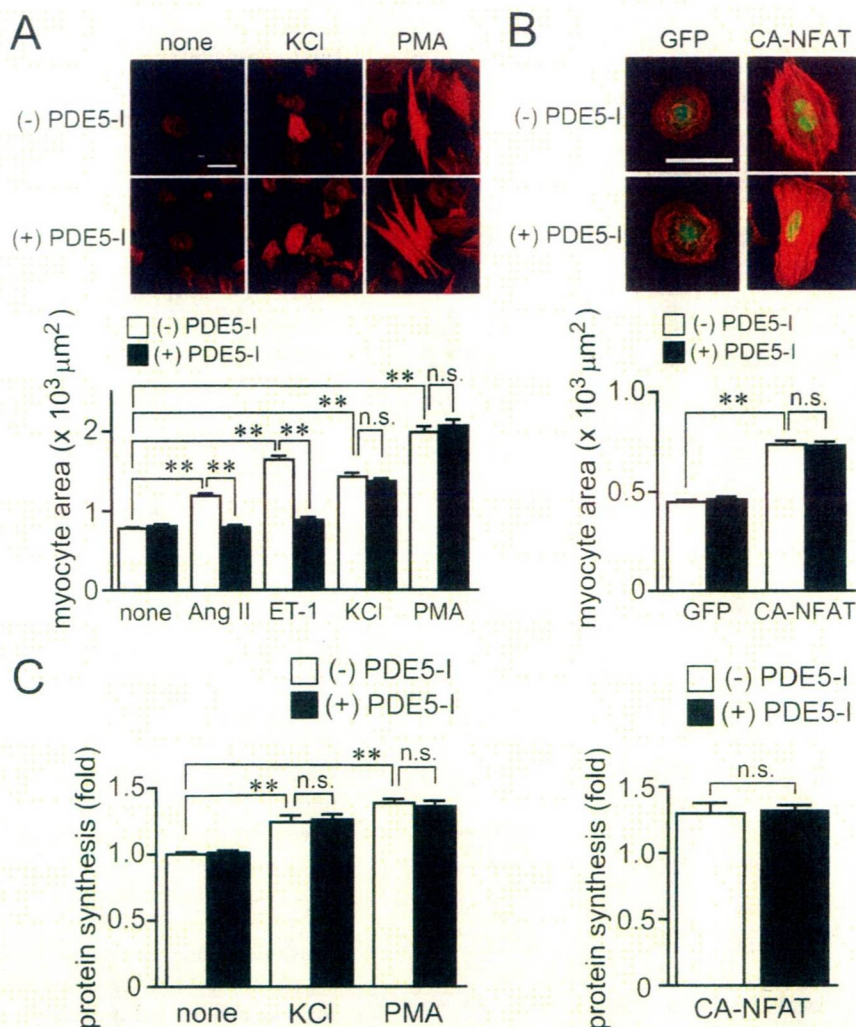 A
none KCl PMA
(-) PDE5-I
(+) PDE5-I
(-) PDE5-I
(+) PDE5-I
myocyte area (x 10³ μm²)
** n.s.
** n.s.
** **
** **
2
1
0
none Ang II ET-1 KCl PMA
B
GFP CA-NFAT
(-) PDE5-I
(+) PDE5-I
(-) PDE5-I
(+) PDE5-I
myocyte area (x 10³ μm²)
1.0
** n.s.
0.5
0
GFP CA-NFAT
C
(-) PDE5-I
(+) PDE5-I
protein synthesis (fold)
1.5
** n.s.
** n.s.
1.0
0.5
0
none KCl PMA
(-) PDE5-I
(+) PDE5-I
protein synthesis (fold)
1.5
n.s.
1.0
0.5
0
CA-NFAT